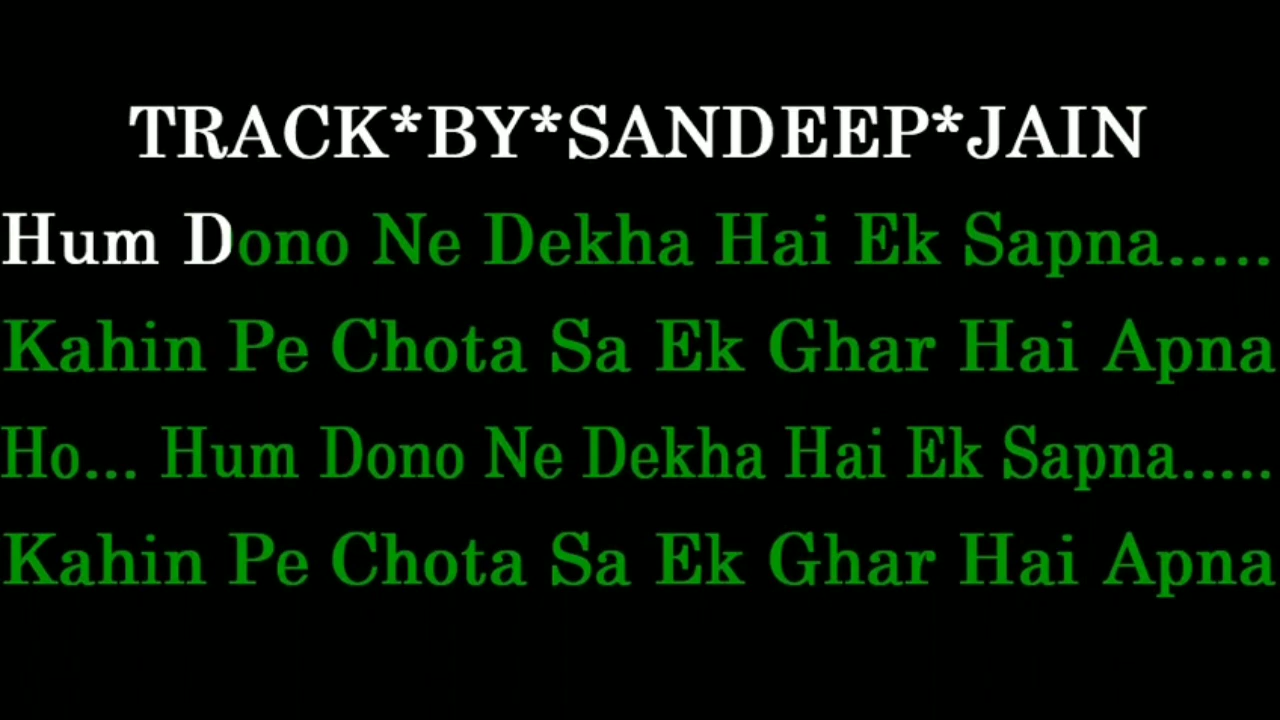 TRACK*BY*SANDEEP*JAIN
Hum Dono Ne Dekha Hai Ek Sapna.....
Kahin Pe Chota Sa Ek Ghar Hai Apna
Ho... Hum Dono Ne Dekha Hai Ek Sapna.....
Kahin Pe Chota Sa Ek Ghar Hai Apna